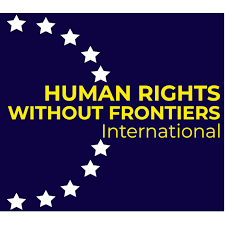 HUMAN RIGHTS
WITHOUT FRONTIERS
International